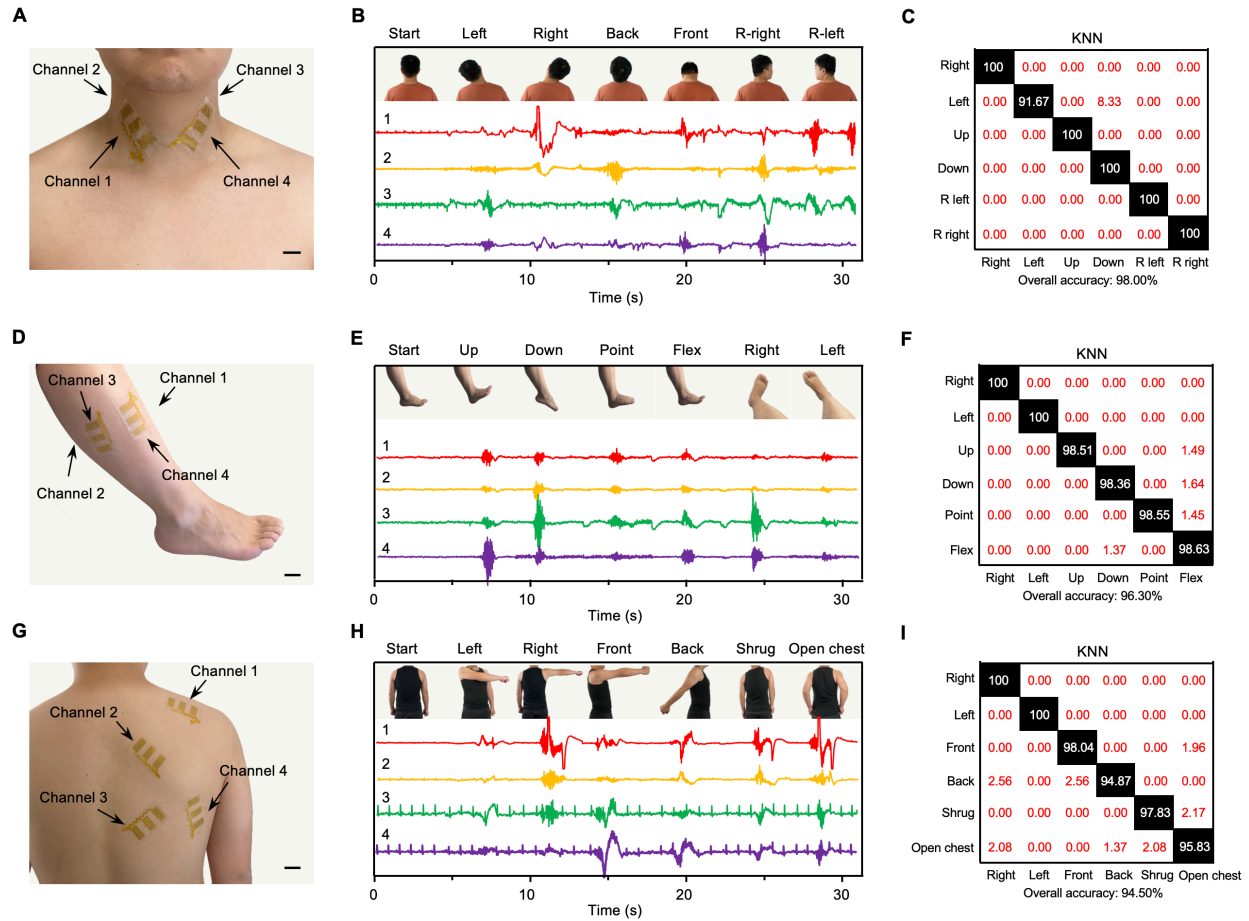 A
Channel 2
Channel 3
Channel 1
Channel 4
B
Start Left Right Back Front R-right R-left
1
2
3
4
0 10 20 30
Time (s)
C
KNN
Right 100 0.00 0.00 0.00 0.00 0.00
Left 0.00 91.67 0.00 8.33 0.00 0.00
Up 0.00 0.00 100 0.00 0.00 0.00
Down 0.00 0.00 0.00 100 0.00 0.00
R left 0.00 0.00 0.00 0.00 100 0.00
R right 0.00 0.00 0.00 0.00 0.00 100
Right Left Up Down R left R right
Overall accuracy: 98.00%
D
Channel 3
Channel 1
Channel 4
Channel 2
E
Start Up Down Point Flex Right Left
1
2
3
4
0 10 20 30
Time (s)
F
KNN
Right 100 0.00 0.00 0.00 0.00 0.00
Left 0.00 100 0.00 0.00 0.00 0.00
Up 0.00 0.00 98.51 0.00 0.00 1.49
Down 0.00 0.00 0.00 98.36 0.00 1.64
Point 0.00 0.00 0.00 0.00 98.55 1.45
Flex 0.00 0.00 0.00 1.37 0.00 98.63
Right Left Up Down Point Flex
Overall accuracy: 96.30%
G
Channel 1
Channel 2
Channel 4
Channel 3
H
Start Left Right Front Back Shrug Open chest
1
2
3
4
0 10 20 30
Time (s)
I
KNN
Right 100 0.00 0.00 0.00 0.00 0.00
Left 0.00 100 0.00 0.00 0.00 0.00
Front 0.00 0.00 98.04 0.00 0.00 1.96
Back 2.56 0.00 2.56 94.87 0.00 0.00
Shrug 0.00 0.00 0.00 0.00 97.83 2.17
Open chest 2.08 0.00 0.00 1.37 2.08 95.83
Right Left Front Back Shrug Open chest
Overall accuracy: 94.50%